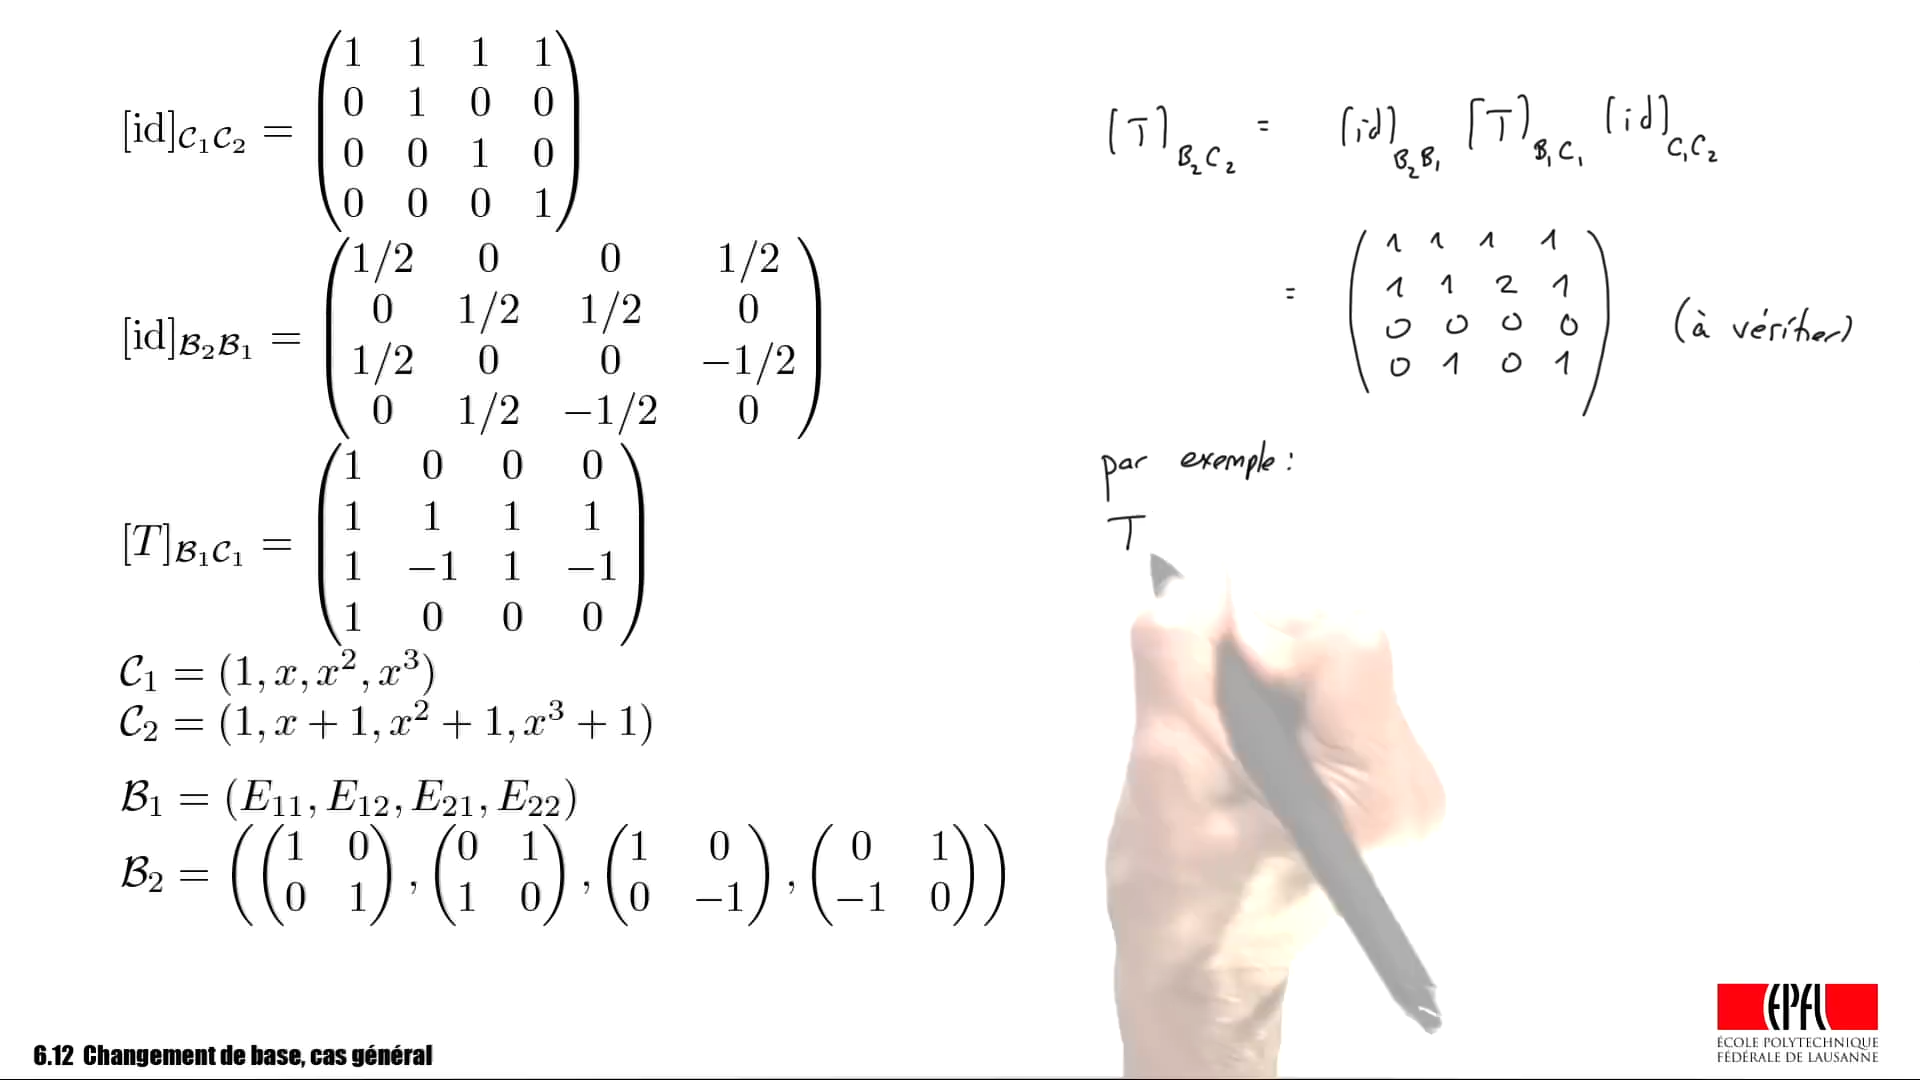 [id]_{C₁C₂} =
1 1 1 1
0 1 0 0
0 0 1 0
0 0 0 1
[id]_{B₂B₁} =
1/2 0 0 1/2
0 1/2 1/2 0
1/2 0 0 −1/2
0 1/2 −1/2 0
[T]_{B₁C₁} =
1 0 0 0
1 1 1 1
1 −1 1 −1
1 0 0 0
C₁ = (1, x, x², x³)
C₂ = (1, x + 1, x² + 1, x³ + 1)
B₁ = (E₁₁, E₁₂, E₂₁, E₂₂)
B₂ = ((1 0 / 0 1), (0 1 / 1 0), (1 0 / 0 −1), (0 1 / −1 0))
[T]_{B₂C₂} = [id]_{B₂B₁} [T]_{B₁C₁} [id]_{C₁C₂}
=
1 1 1 1
1 1 2 1
0 0 0 0
0 1 0 1
(à vérifier)
par exemple :
T
6.12 Changement de base, cas général
EPFL
ÉCOLE POLYTECHNIQUE
FÉDÉRALE DE LAUSANNE